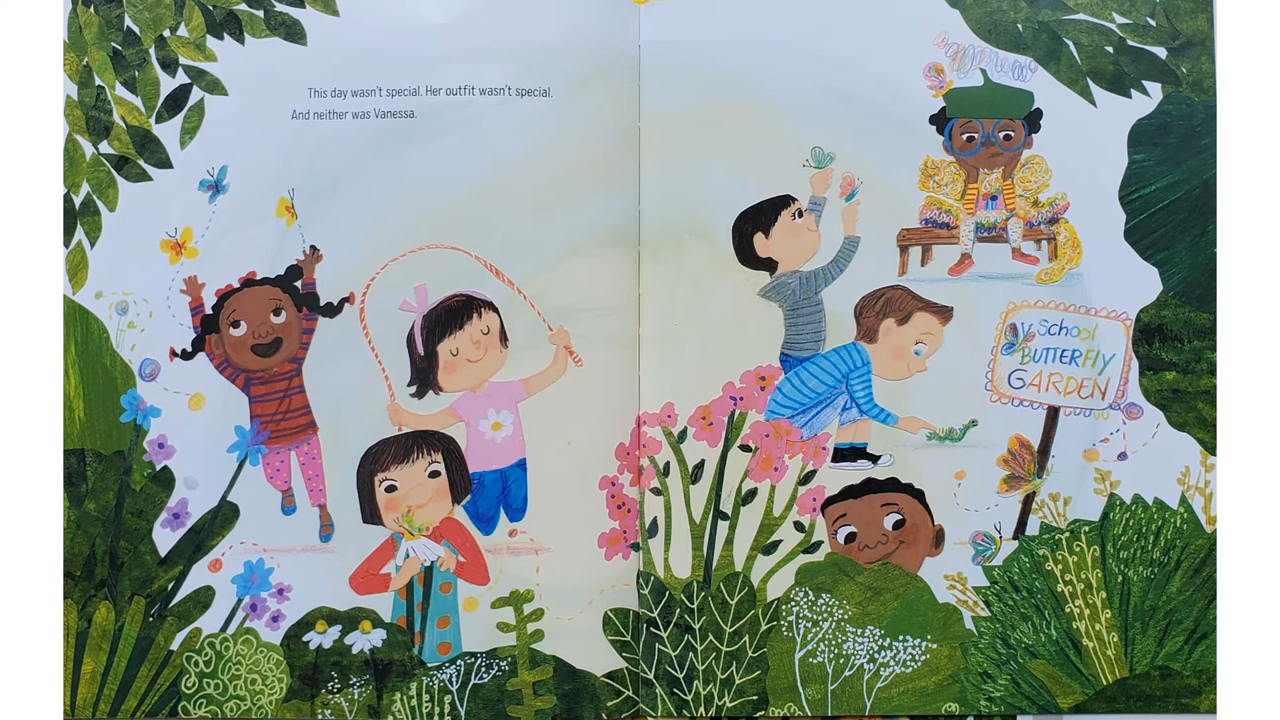 This day wasn't special. Her outfit wasn't special.
And neither was Vanessa.
School
BUTTERFLY
GARDEN